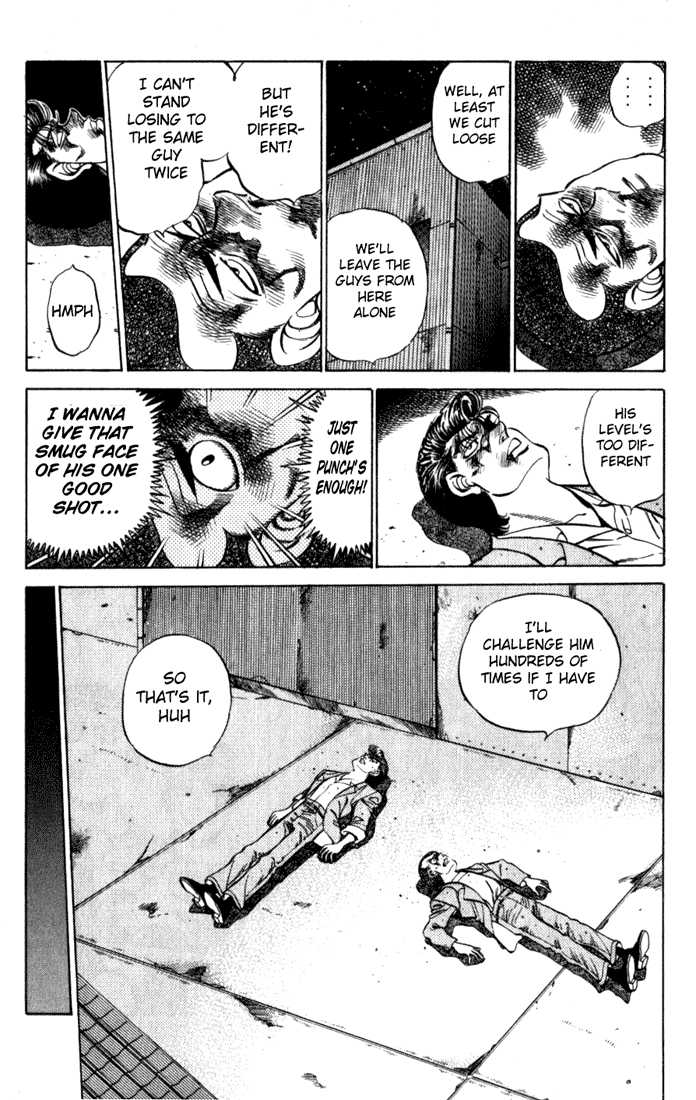 ......
WELL, AT
LEAST
WE CUT
LOOSE
WE'LL
LEAVE THE
GUYS FROM
HERE
ALONE
BUT
HE'S
DIFFER-
ENT!
I CAN'T
STAND
LOSING TO
THE SAME
GUY
TWICE
HMPH
HIS
LEVEL'S
TOO DIF-
FERENT
JUST
ONE
PUNCH'S
ENOUGH!
I WANNA
GIVE THAT
SMUG FACE
OF HIS ONE
GOOD
SHOT...
I'LL
CHALLENGE HIM
HUNDREDS OF
TIMES IF I HAVE
TO
SO
THAT'S IT,
HUH